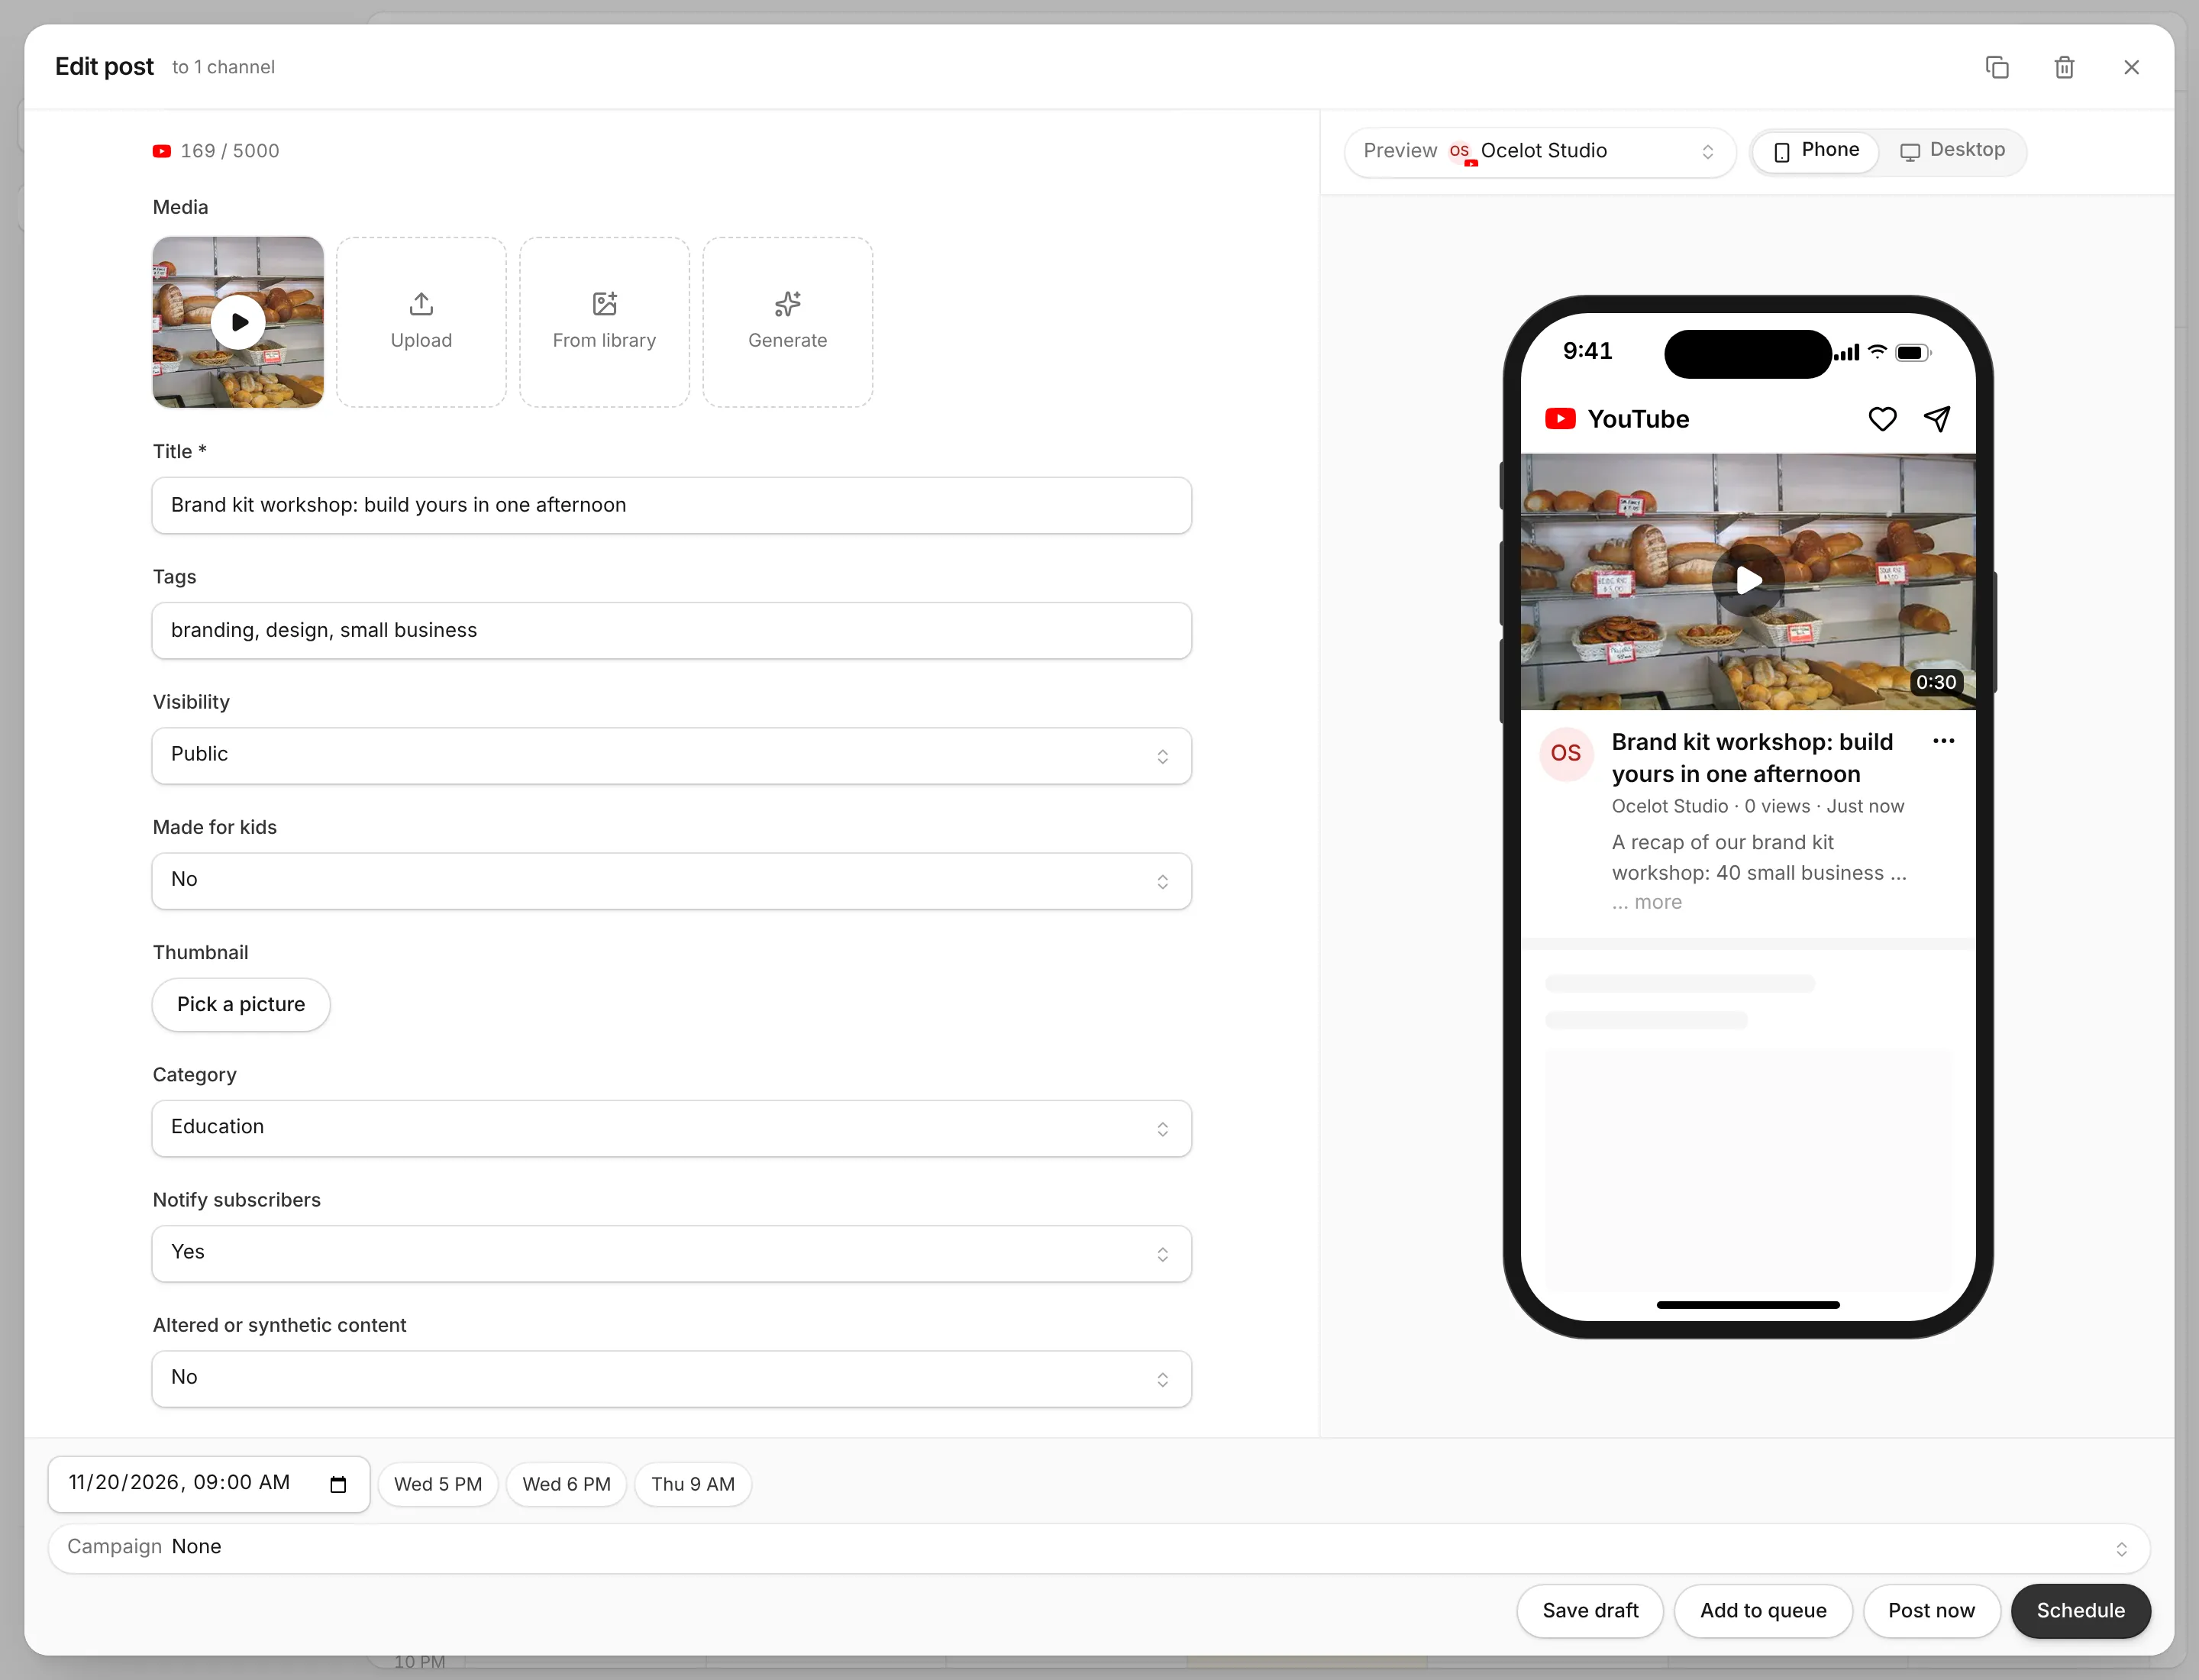 Edit post to 1 channel
169 / 5000
Media
Upload
From library
Generate
Title *
Brand kit workshop: build yours in one afternoon
Tags
branding, design, small business
Visibility
Public
Made for kids
No
Thumbnail
Pick a picture
Category
Education
Notify subscribers
Yes
Altered or synthetic content
No
Preview OS Ocelot Studio
Phone
Desktop
9:41
YouTube
0:30
OS
Brand kit workshop: build
yours in one afternoon
Ocelot Studio · 0 views · Just now
A recap of our brand kit
workshop: 40 small business ...
... more
11/20/2026, 09:00 AM
Wed 5 PM
Wed 6 PM
Thu 9 AM
Campaign None
Save draft
Add to queue
Post now
Schedule
10 PM